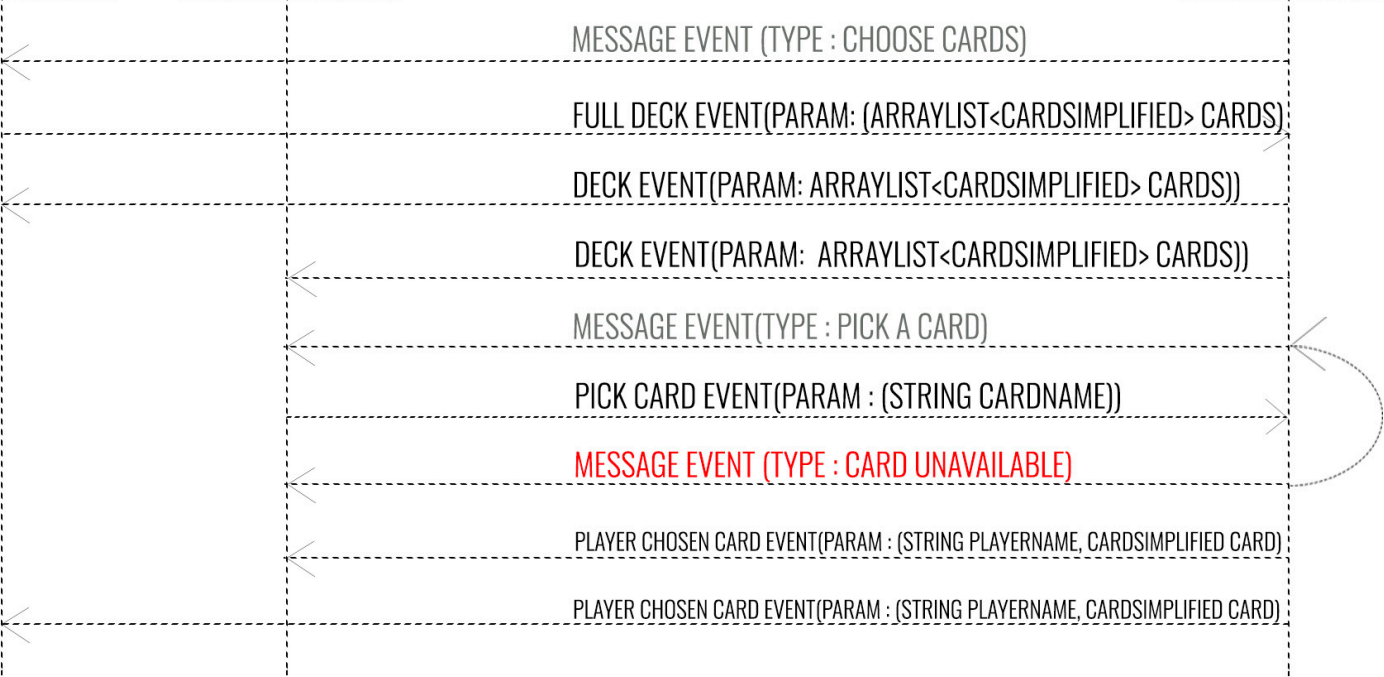 MESSAGE EVENT (TYPE : CHOOSE CARDS)
FULL DECK EVENT(PARAM: (ARRAYLIST<CARDSIMPLIFIED> CARDS)
DECK EVENT(PARAM: ARRAYLIST<CARDSIMPLIFIED> CARDS))
DECK EVENT(PARAM: ARRAYLIST<CARDSIMPLIFIED> CARDS))
MESSAGE EVENT(TYPE : PICK A CARD)
PICK CARD EVENT(PARAM : (STRING CARDNAME))
MESSAGE EVENT (TYPE : CARD UNAVAILABLE)
PLAYER CHOSEN CARD EVENT(PARAM : (STRING PLAYERNAME, CARDSIMPLIFIED CARD)
PLAYER CHOSEN CARD EVENT(PARAM : (STRING PLAYERNAME, CARDSIMPLIFIED CARD)